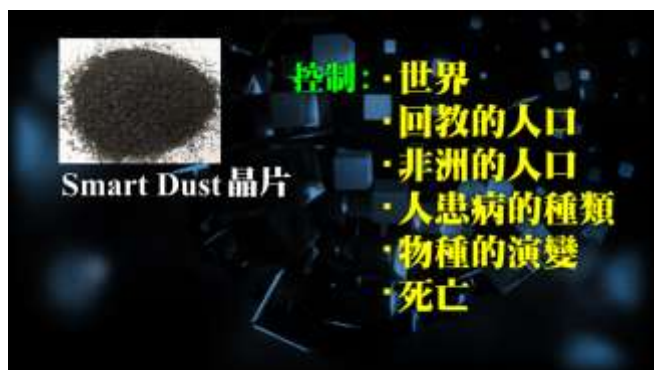 控制：·世界
·回教的人口
·非洲的人口
Smart Dust 晶片
·人患病的種類
·物種的演變
·死亡